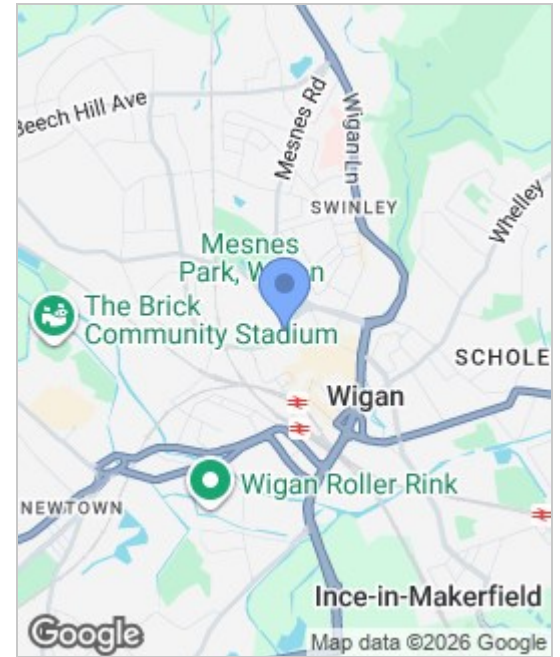 Beech Hill Ave
Mesnes Rd
Wigan Ln
SWINLEY
Whelley
Mesnes
Park, W n
The Brick
Community Stadium
SCHOLE
Wigan
Wigan Roller Rink
NEWTOWN
Ince-in-Makerfield
Google
Map data ©2026 Google